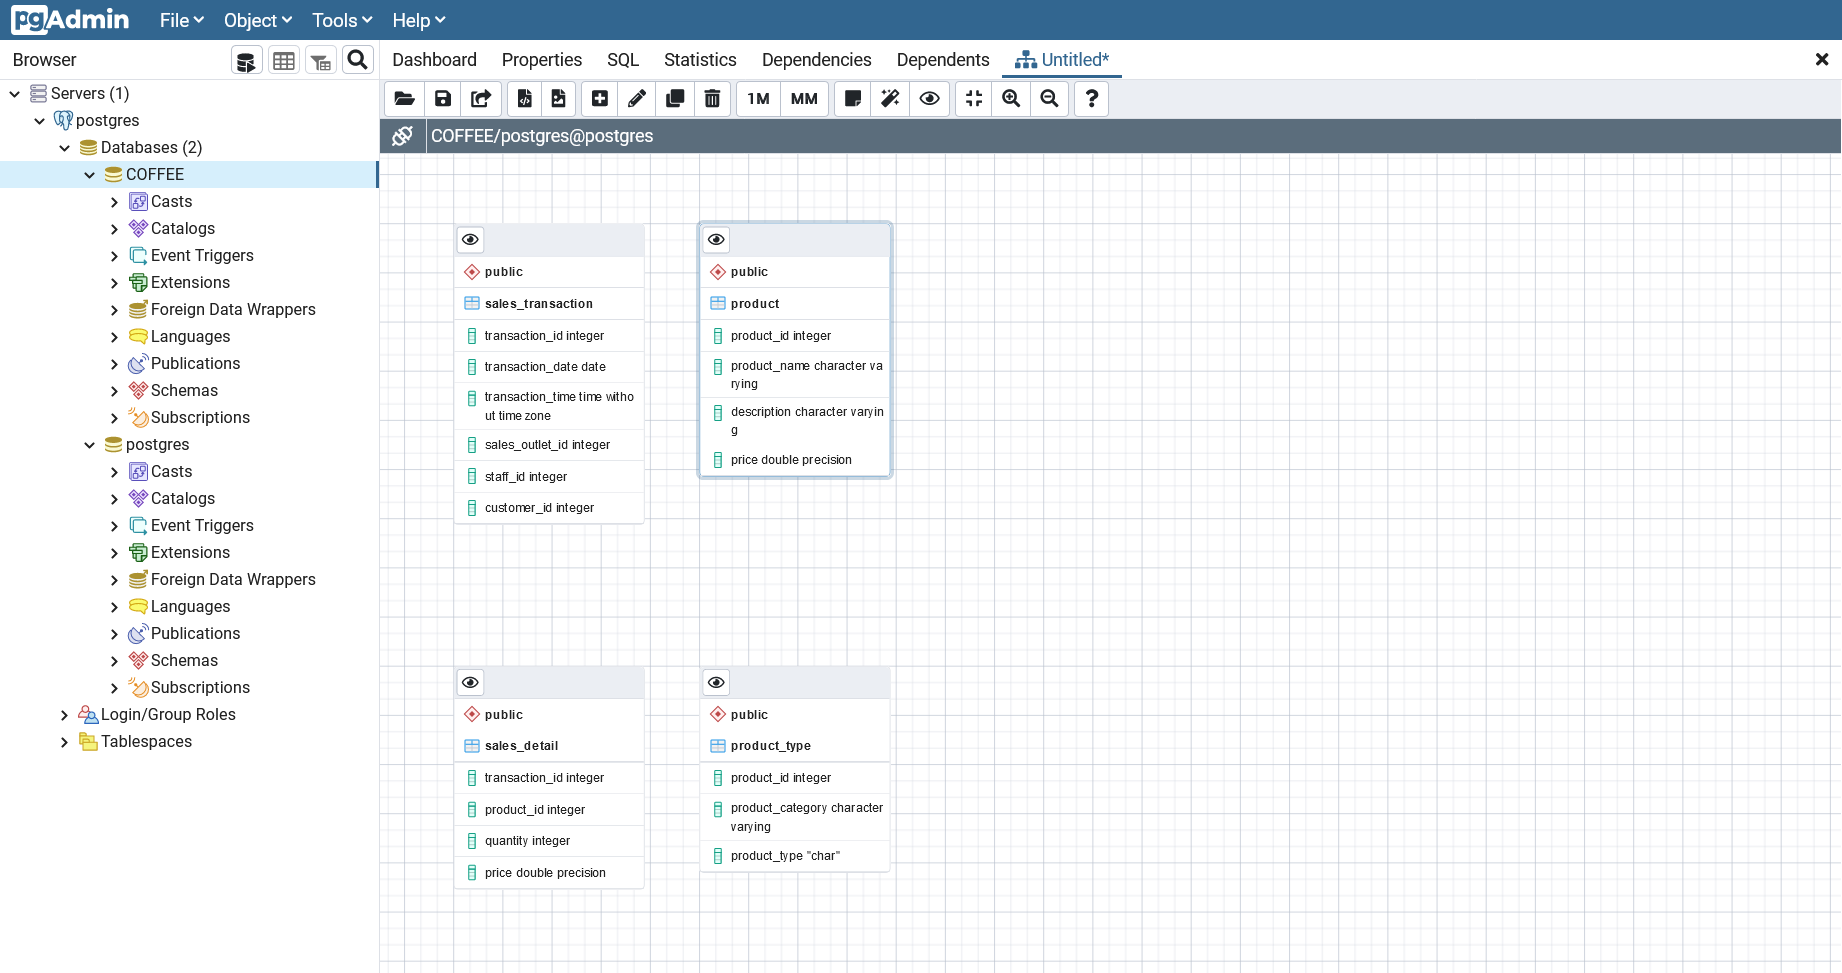 pgAdmin File Object Tools Help
Browser
Dashboard Properties SQL Statistics Dependencies Dependents Untitled*
1M MM ?
COFFEE/postgres@postgres
Servers (1)
postgres
Databases (2)
COFFEE
Casts
Catalogs
Event Triggers
Extensions
Foreign Data Wrappers
Languages
Publications
Schemas
Subscriptions
postgres
Casts
Catalogs
Event Triggers
Extensions
Foreign Data Wrappers
Languages
Publications
Schemas
Subscriptions
Login/Group Roles
Tablespaces
public
sales_transaction
transaction_id integer
transaction_date date
transaction_time time witho
ut time zone
sales_outlet_id integer
staff_id integer
customer_id integer
public
product
product_id integer
product_name character va
rying
description character varyin
g
price double precision
public
sales_detail
transaction_id integer
product_id integer
quantity integer
price double precision
public
product_type
product_id integer
product_category character
varying
product_type "char"